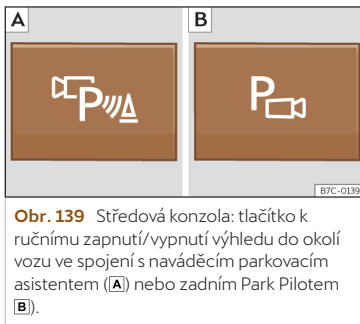 A
B
P
P
B7C-0139
Obr. 139 Středová konzola: tlačítko k
ručnímu zapnutí/vypnutí výhledu do okolí
vozu ve spojení s naváděcím parkovacím
asistentem (A) nebo zadním Park Pilotem
B).